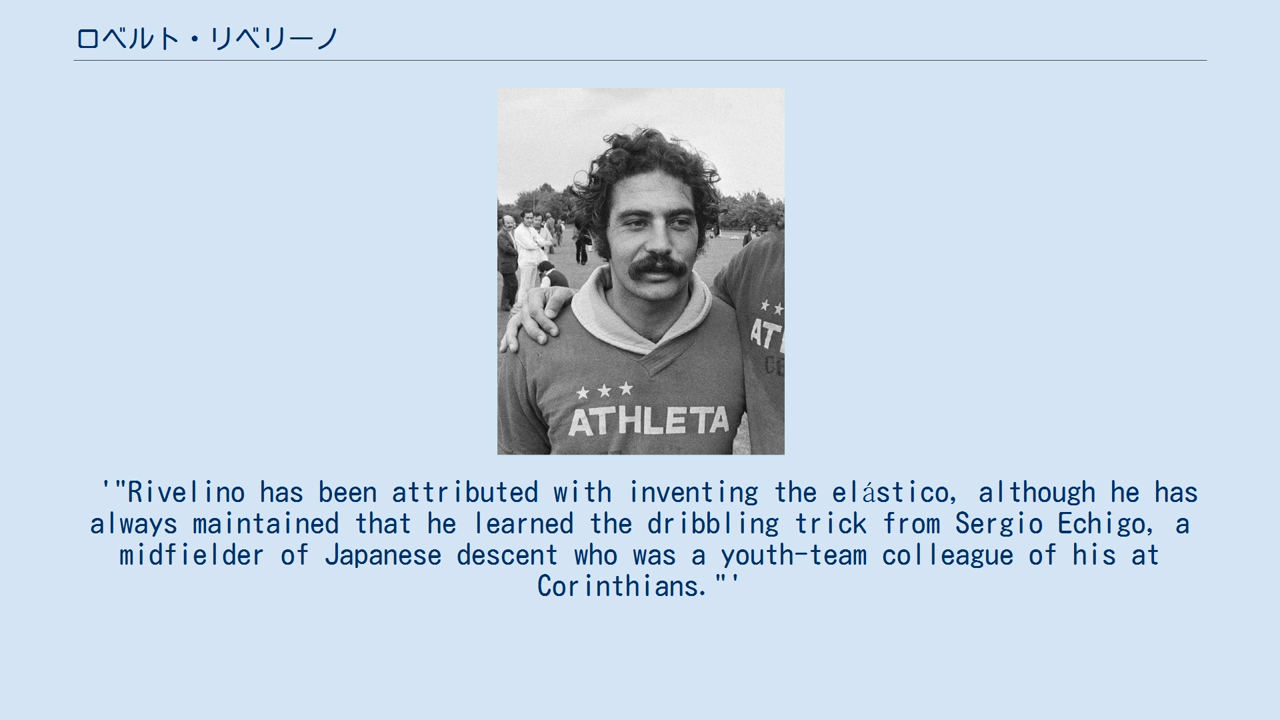 ロベルト・リベリーノ
★★★
ATHLETA
★★
AT
CE
'"Rivelino has been attributed with inventing the elástico, although he has
always maintained that he learned the dribbling trick from Sergio Echigo, a
midfielder of Japanese descent who was a youth-team colleague of his at
Corinthians."'